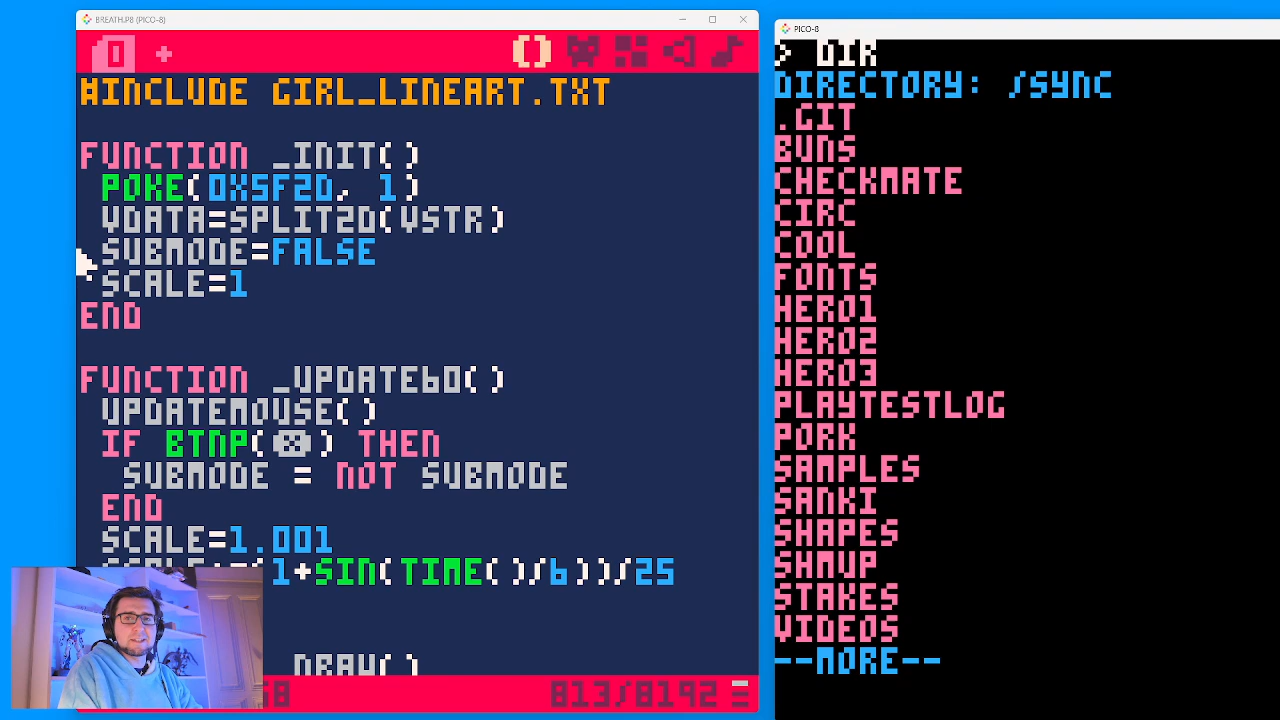 BREATH.P8 (PICO-8)
0 +
#INCLUDE GIRL_LINEART.TXT
FUNCTION _INIT()
POKE(0X5F2D, 1)
VDATA=SPLIT2D(VSTR)
SUBMODE=FALSE
SCALE=1
END
FUNCTION _UPDATE60()
UPDATEMOUSE()
IF BTNP(❎) THEN
SUBMODE = NOT SUBMODE
END
SCALE=1.001
1+SIN(TIME()/6))/25
_DRAW()
813/8192
PICO-8
> DIR
DIRECTORY: /SYNC
.GIT
BUNS
CHECKMATE
CIRC
COOL
FONTS
HERO1
HERO2
HERO3
PLAYTESTLOG
PORK
SAMPLES
SANKI
SHAPES
SHMUP
STAKES
VIDEOS
--MORE--